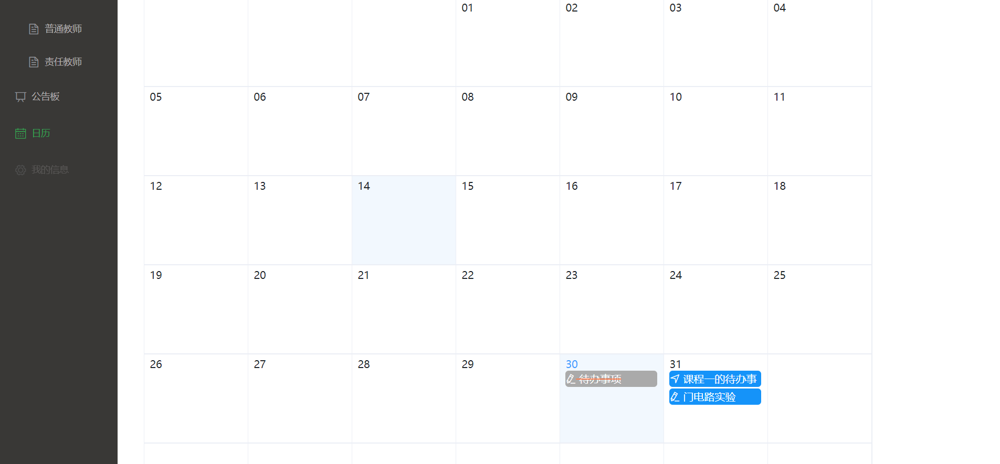 普通教师
责任教师
公告板
日历
我的信息
01 02 03 04
05 06 07 08 09 10 11
12 13 14 15 16 17 18
19 20 21 22 23 24 25
26 27 28 29 30 31
待办事项
课程一的待办事
门电路实验